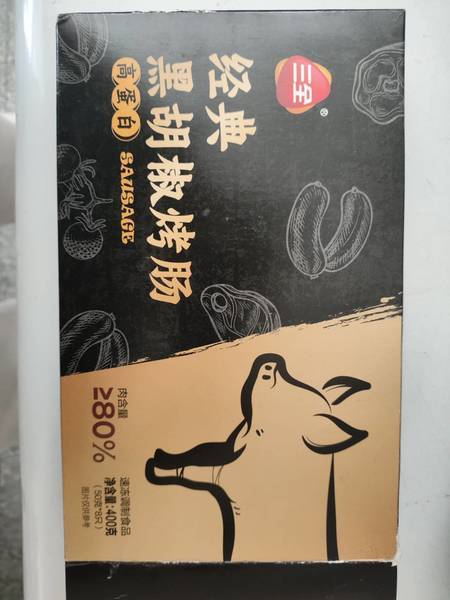 三全
®
经典
黑胡椒烤肠
高蛋白 SAUSAGE
肉含量
≥80%
速冻调制食品
净含量:400克
(50克*8只)
图片仅供参考